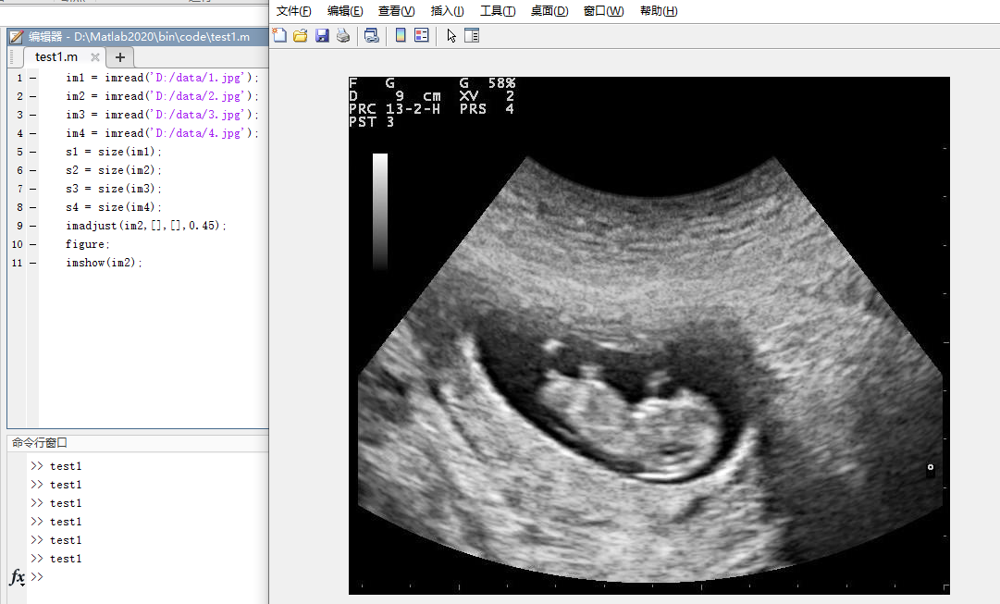 文件(F) 编辑(E) 查看(V) 插入(I) 工具(T) 桌面(D) 窗口(W) 帮助(H)
编辑器 - D:\Matlab2020\bin\code\test1.m
test1.m
1 im1 = imread('D:/data/1.jpg');
2 im2 = imread('D:/data/2.jpg');
3 im3 = imread('D:/data/3.jpg');
4 im4 = imread('D:/data/4.jpg');
5 s1 = size(im1);
6 s2 = size(im2);
7 s3 = size(im3);
8 s4 = size(im4);
9 imadjust(im2,[],[],0.45);
10 figure;
11 imshow(im2);
命令行窗口
>> test1
>> test1
>> test1
>> test1
>> test1
>> test1
fx >>
F G G 58%
D 9 cm XV 2
PRC 13-2-H PRS 4
PST 3